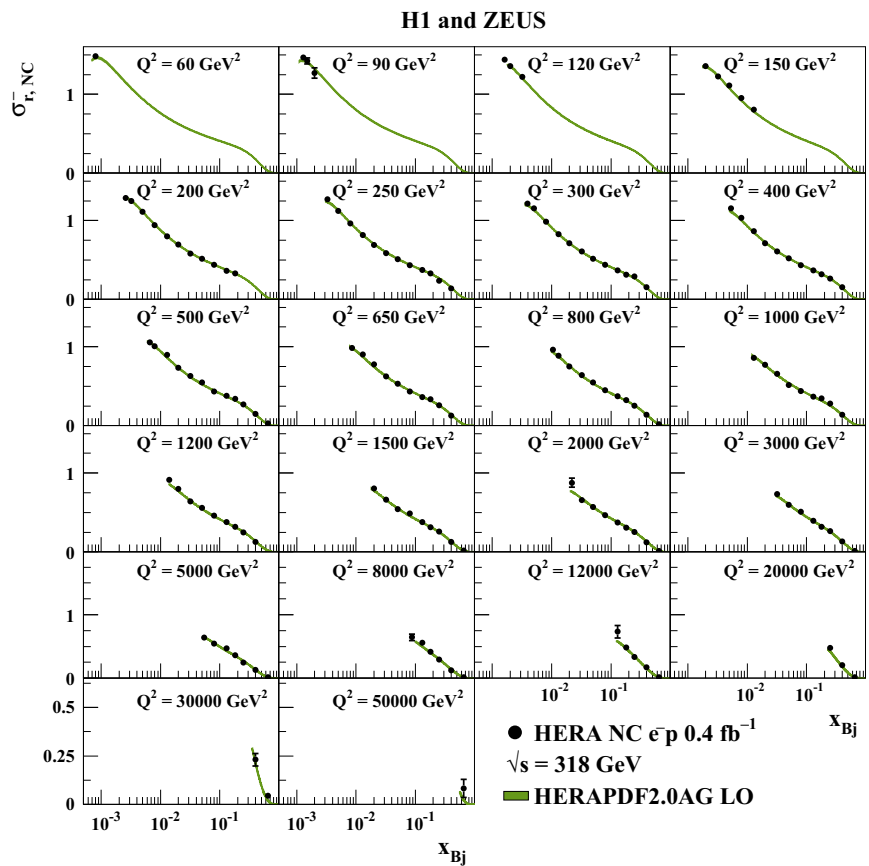 H1 and ZEUS
σ⁻r, NC
Q² = 60 GeV² Q² = 90 GeV² Q² = 120 GeV² Q² = 150 GeV²
1
Q² = 200 GeV² Q² = 250 GeV² Q² = 300 GeV² Q² = 400 GeV²
1
0
Q² = 500 GeV² Q² = 650 GeV² Q² = 800 GeV² Q² = 1000 GeV²
1
0
Q² = 1200 GeV² Q² = 1500 GeV² Q² = 2000 GeV² Q² = 3000 GeV²
1
0
Q² = 5000 GeV² Q² = 8000 GeV² Q² = 12000 GeV² Q² = 20000 GeV²
1
Q² = 30000 GeV² Q² = 50000 GeV²
10⁻² 10⁻¹ 10⁻² 10⁻¹
0.5
xBj
HERA NC e⁻p 0.4 fb⁻¹
0.25
√s = 318 GeV
HERAPDF2.0AG LO
0
10⁻³ 10⁻² 10⁻¹ 10⁻³ 10⁻² 10⁻¹
xBj